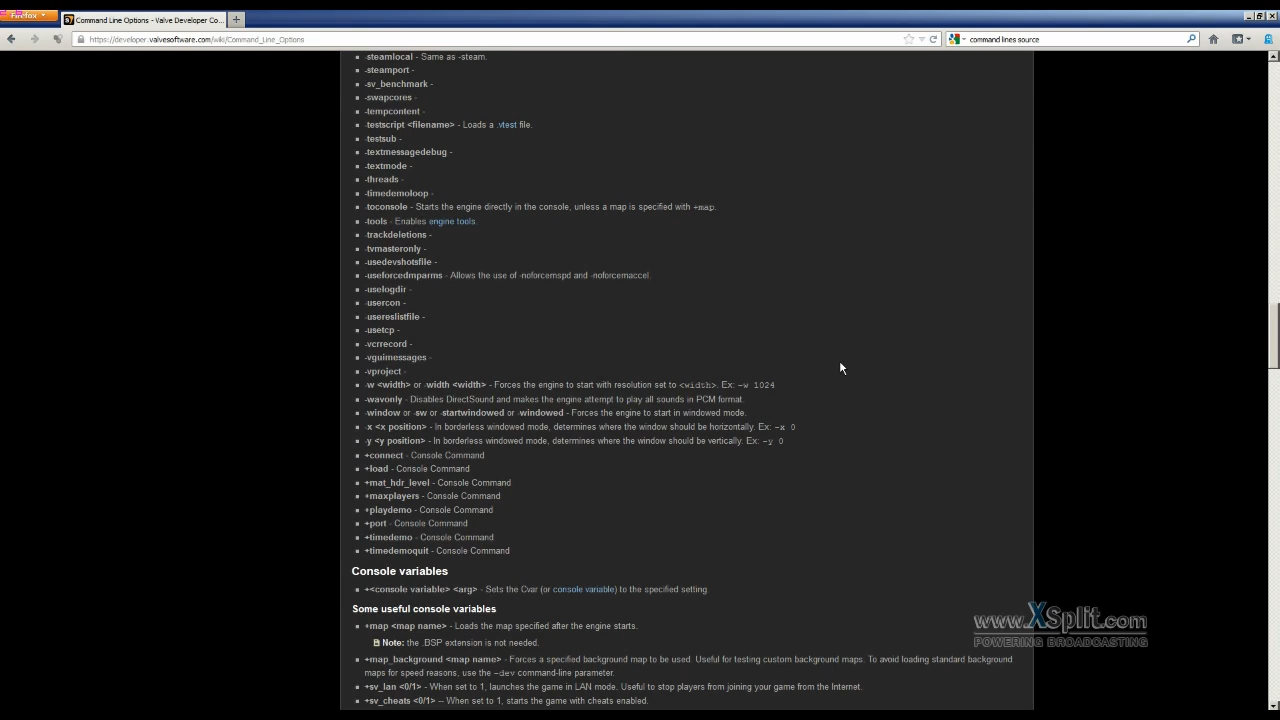 Firefox
Command Line Options - Valve Developer Co...
https://developer.valvesoftware.com/wiki/Command_Line_Options
command lines source
-steamlocal - Same as -steam.
-steamport -
-sv_benchmark -
-swapcores -
-tempcontent -
-testscript <filename> - Loads a .vtest file.
-testsub -
-textmessagedebug -
-textmode -
-threads -
-timedemoloop -
-toconsole - Starts the engine directly in the console, unless a map is specified with +map.
-tools - Enables engine tools.
-trackdeletions -
-tvmasteronly -
-usedevshotsfile -
-useforcedmparms - Allows the use of -noforcemspd and -noforcemaccel.
-uselogdir -
-usercon -
-usereslistfile -
-usetcp -
-vcrrecord -
-vguimessages -
-vproject -
-w <width> or -width <width> - Forces the engine to start with resolution set to <width>. Ex: -w 1024
-wavonly - Disables DirectSound and makes the engine attempt to play all sounds in PCM format.
-window or -sw or -startwindowed or -windowed - Forces the engine to start in windowed mode.
-x <x position> - In borderless windowed mode, determines where the window should be horizontally. Ex: -x 0
-y <y position> - In borderless windowed mode, determines where the window should be vertically. Ex: -y 0
+connect - Console Command
+load - Console Command
+mat_hdr_level - Console Command
+maxplayers - Console Command
+playdemo - Console Command
+port - Console Command
+timedemo - Console Command
+timedemoquit - Console Command
Console variables
+<console variable> <arg> - Sets the Cvar (or console variable) to the specified setting.
Some useful console variables
+map <map name> - Loads the map specified after the engine starts.
Note: the .BSP extension is not needed.
+map_background <map name> - Forces a specified background map to be used. Useful for testing custom background maps. To avoid loading standard background
maps for speed reasons, use the -dev command-line parameter.
+sv_lan <0/1> - When set to 1, launches the game in LAN mode. Useful to stop players from joining your game from the Internet.
+sv_cheats <0/1> -- When set to 1, starts the game with cheats enabled.
www.XSplit.com
POWERING BROADCASTING